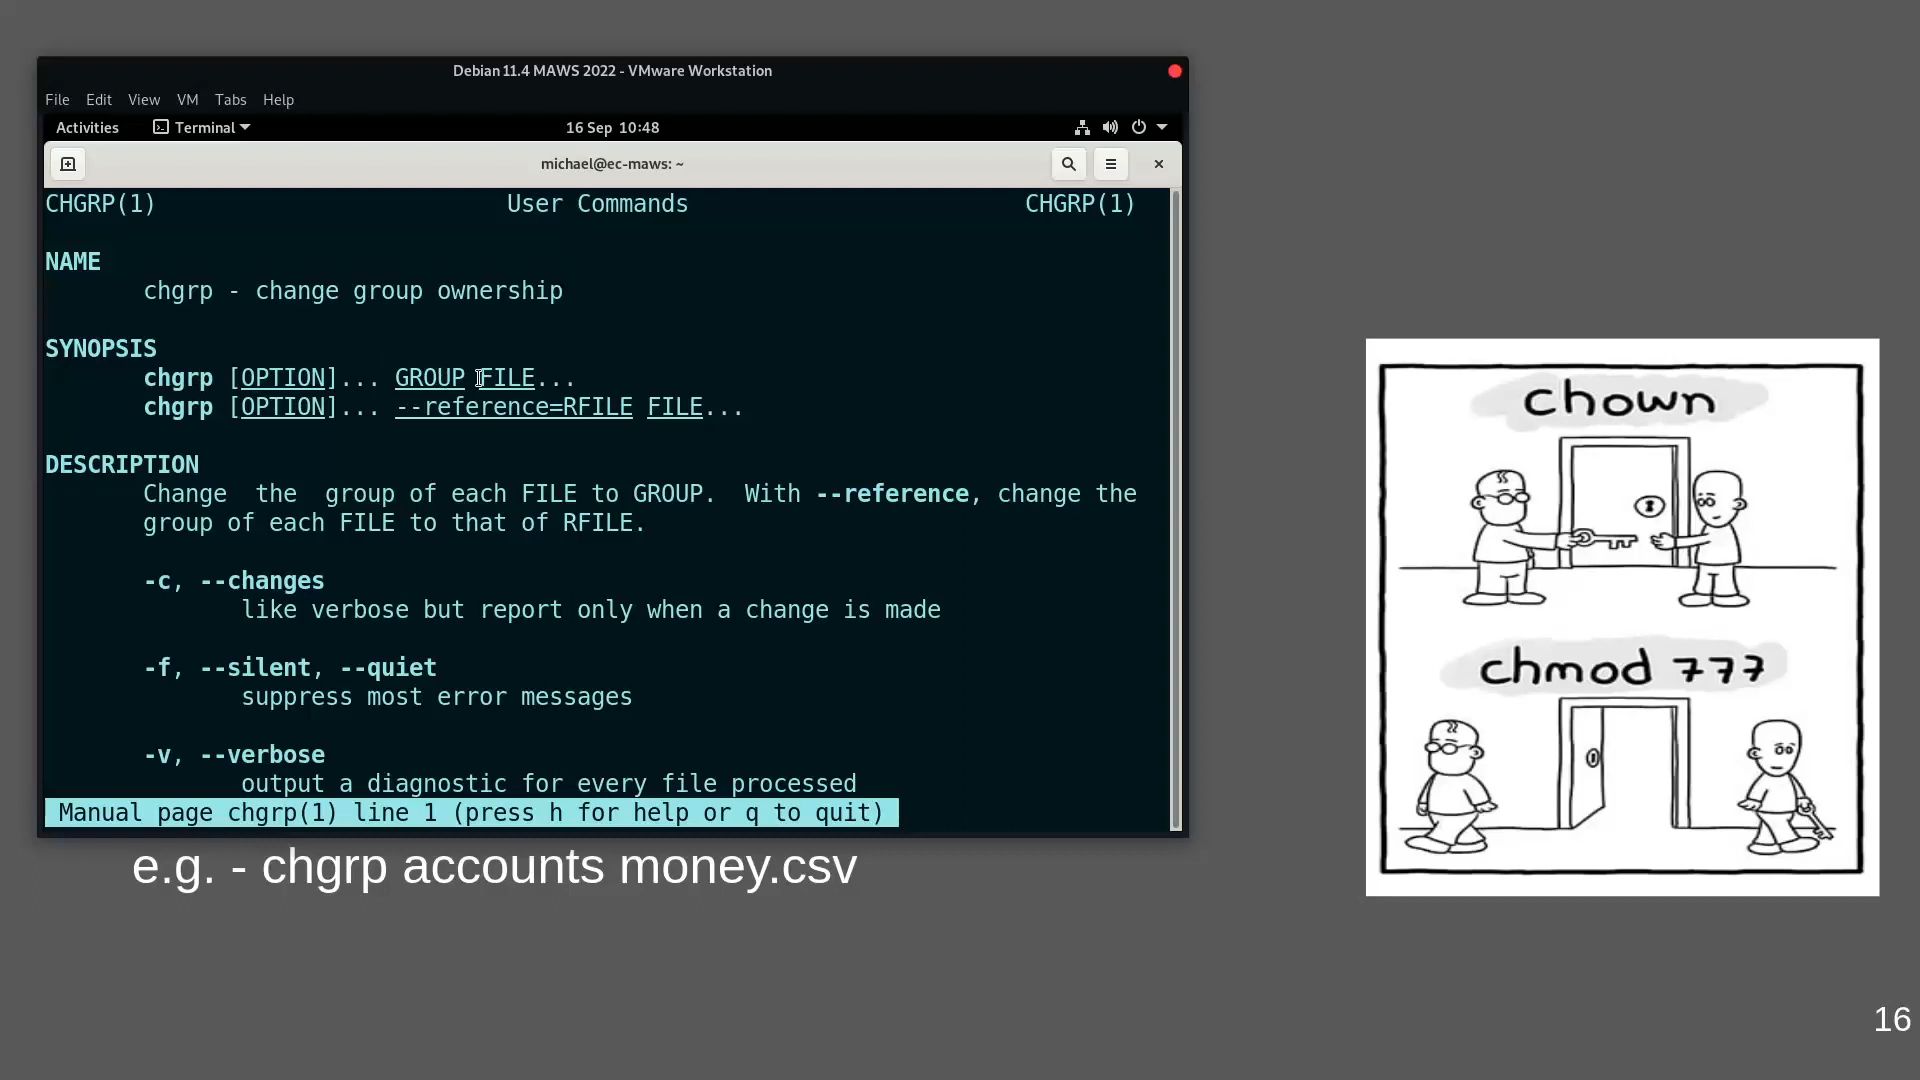 Debian 11.4 MAWS 2022 - VMware Workstation
File Edit View VM Tabs Help
Activities Terminal 16 Sep 10:48
michael@ec-maws: ~
CHGRP(1) User Commands CHGRP(1)
NAME
chgrp - change group ownership
SYNOPSIS
chgrp [OPTION]... GROUP FILE...
chgrp [OPTION]... --reference=RFILE FILE...
DESCRIPTION
Change the group of each FILE to GROUP. With --reference, change the
group of each FILE to that of RFILE.
-c, --changes
like verbose but report only when a change is made
-f, --silent, --quiet
suppress most error messages
-v, --verbose
output a diagnostic for every file processed
Manual page chgrp(1) line 1 (press h for help or q to quit)
e.g. - chgrp accounts money.csv
chown
chmod 777
16